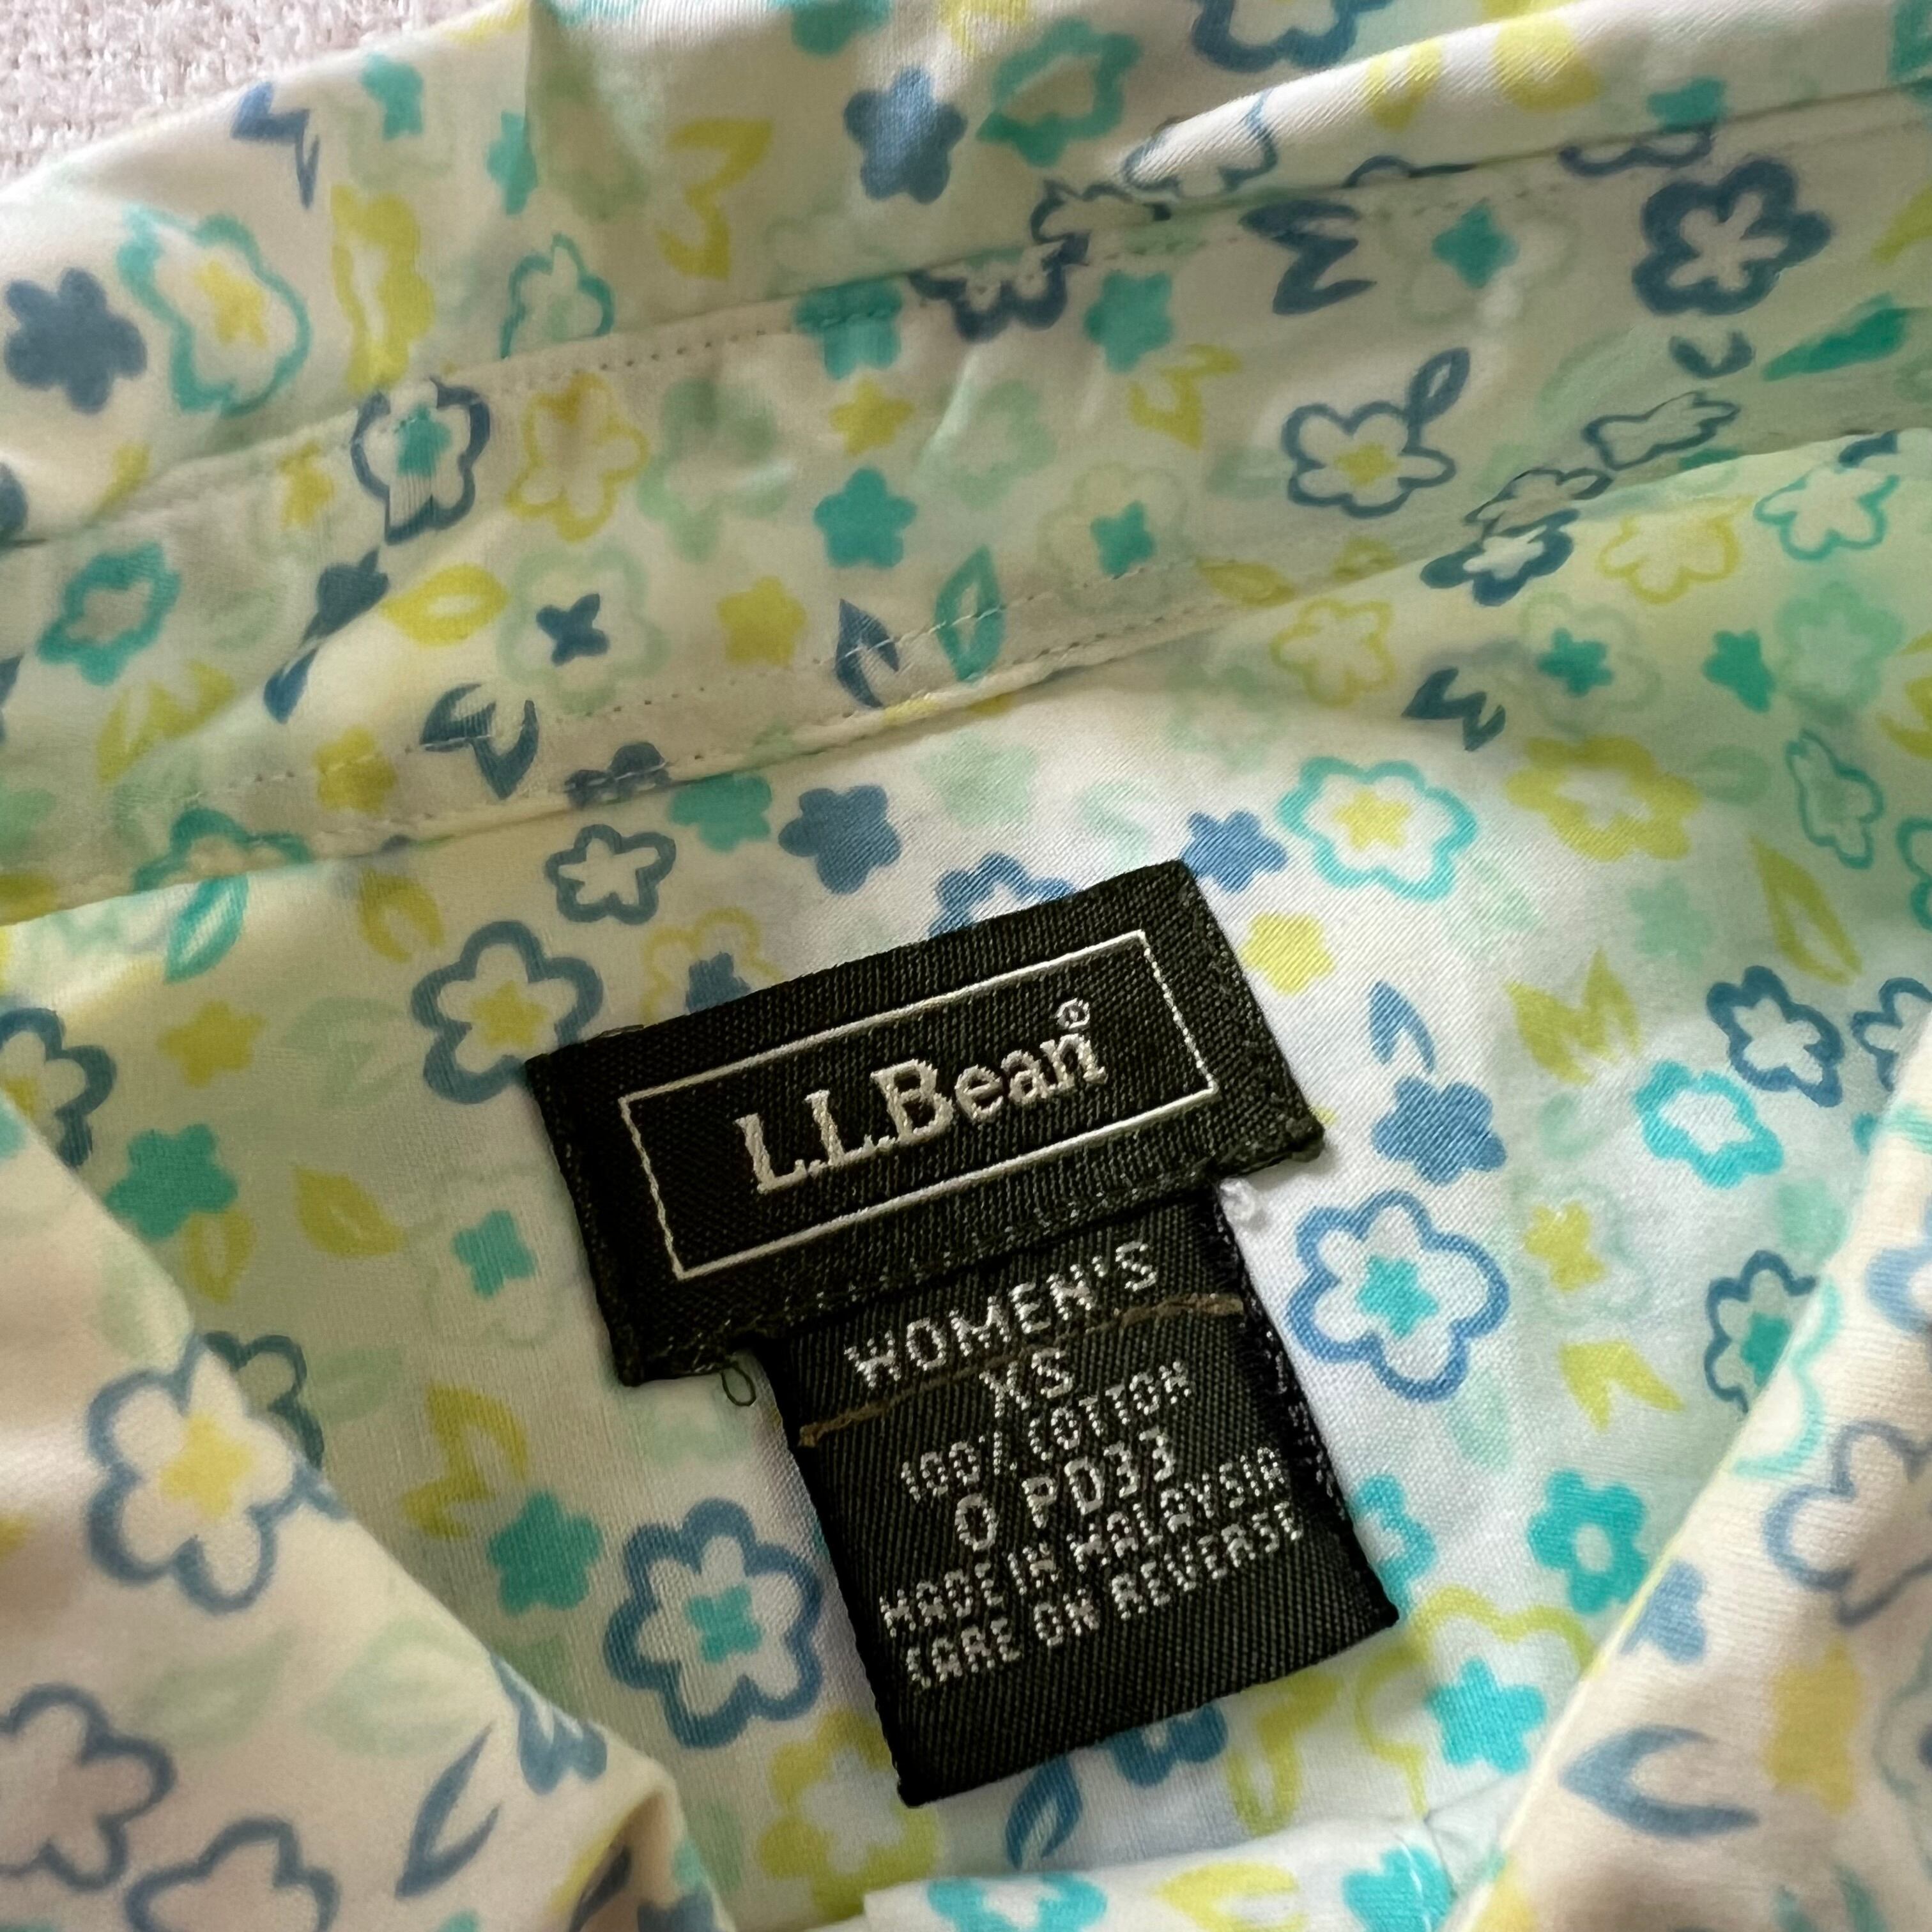 L.L.Bean®
WOMEN'S
XS
100% COTTON
0 PD33
MADE IN MALAYSIA
CARE ON REVERSE